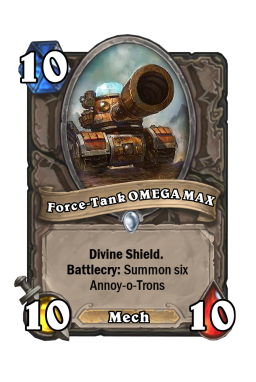 10
Force-Tank OMEGA MAX
Divine Shield.
Battlecry: Summon six
Annoy-o-Trons
10
Mech
10